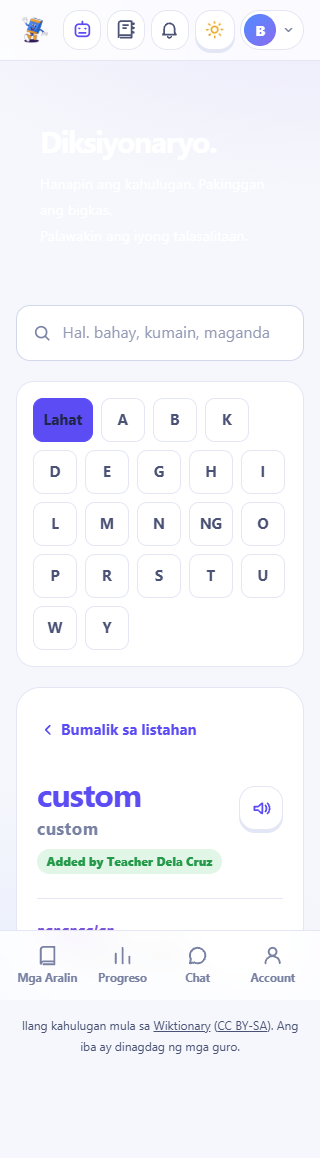 B
Diksiyonaryo.
Hanapin ang kahulugan. Pakinggan
ang bigkas.
Palawakin ang iyong talasalitaan.
Hal. bahay, kumain, maganda
Lahat A B K
D E G H I
L M N NG O
P R S T U
W Y
Bumalik sa listahan
custom
custom
Added by Teacher Dela Cruz
Mga Aralin Progreso Chat Account
Ilang kahulugan mula sa Wiktionary (CC BY-SA). Ang
iba ay dinagdag ng mga guro.